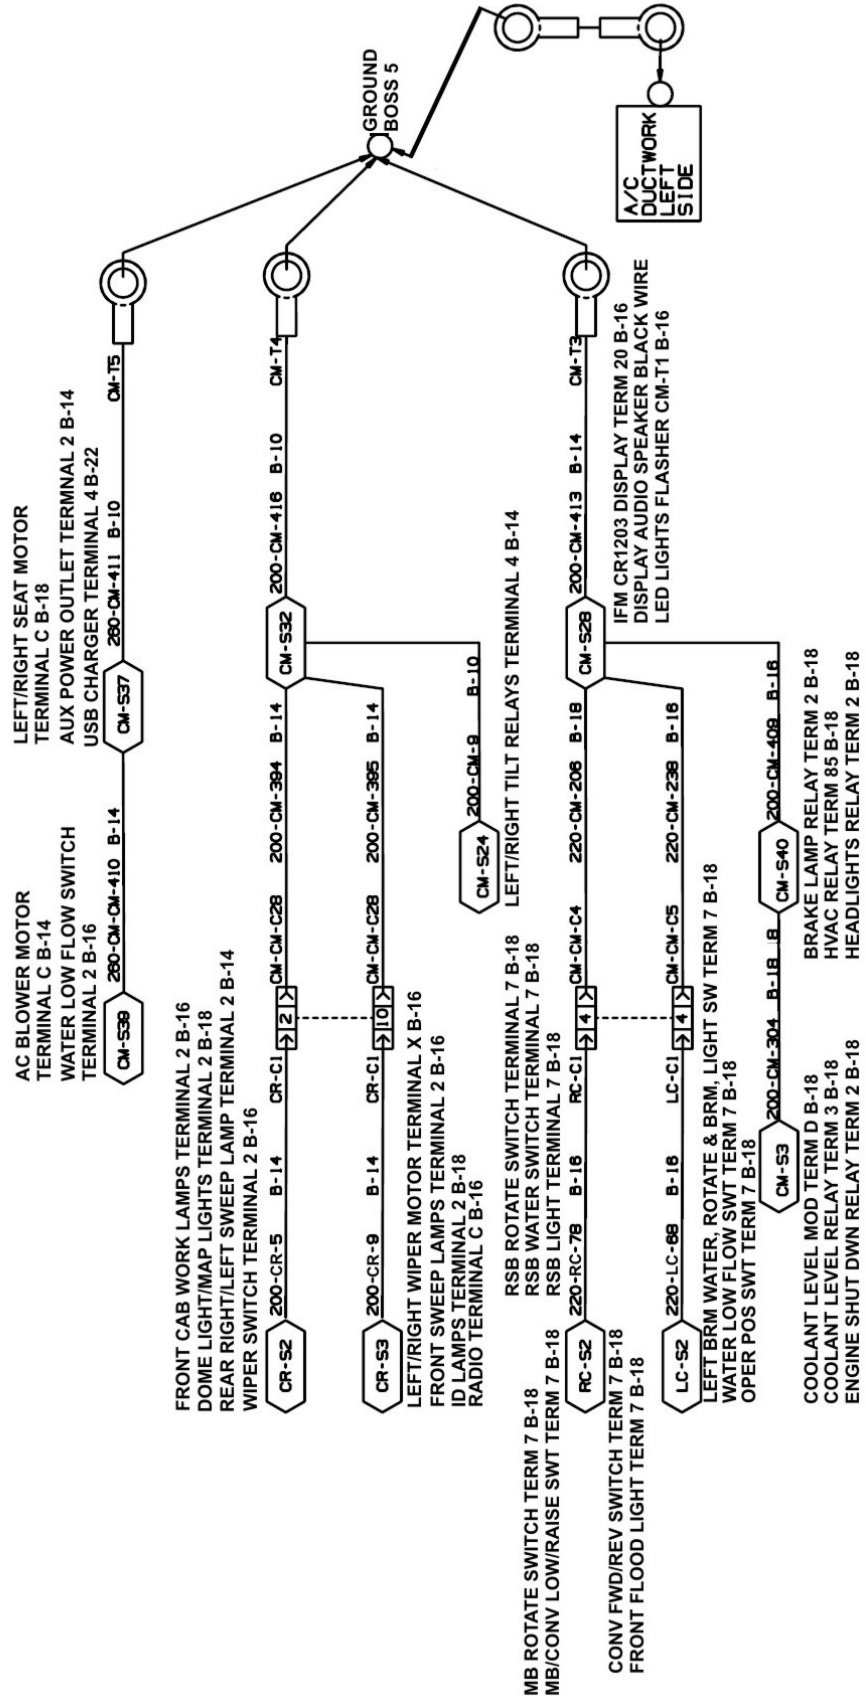 LEFT/RIGHT SEAT MOTOR
TERMINAL C B-18
AUX POWER OUTLET TERMNAL 2 B-14
USB CHARGER TERMINAL 4 B-22
AC BLOWER MOTOR
TERMINAL C B-14
WATER LOW FLOW SWITCH
TERMINAL 2 B-16
CM-S39
280-CM-CM-410 B-14
CM-S37
280-CM-411 B-10
CM-T5
GROUND
BOSS 5
FRONT CAB WORK LAMPS TERMINAL 2 B-16
DOME LIGHT/MAP LIGHTS TERMINAL 2 B-18
REAR RIGHT/LEFT SWEEP LAMP TERMINAL 2 B-14
WIPER SWITCH TERMINAL 2 B-16
CR-S2
200-CR-5 B-14
CR-C1
2
CM-CM-C28
200-CM-394 B-14
CM-S32
200-CM-416 B-10
CM-T4
CR-S3
200-CR-9 B-14
CR-C1
10
CM-CM-C28
200-CM-395 B-14
LEFT/RIGHT WIPER MOTOR TERMINAL X B-16
FRONT SWEEP LAMPS TERMINAL 2 B-16
ID LAMPS TERMINAL 2 B-18
RADIO TERMINAL C B-16
CM-S24
200-CM-9 B-10
LEFT/RIGHT TILT RELAYS TERMINAL 4 B-14
RSB ROTATE SWITCH TERMINAL 7 B-18
RSB WATER SWITCH TERMINAL 7 B-18
RSB LIGHT TERMINAL 7 B-18
MB ROTATE SWITCH TERM 7 B-18
MB/CONV LOW/RAISE SWT TERM 7 B-18
RC-S2
220-RC-78 B-16
RC-C1
4
CM-CM-C4
220-CM-206 B-18
CM-S28
200-CM-413 B-14
CM-T3
CONV FWD/REV SWITCH TERM 7 B-18
FRONT FLOOD LIGHT TERM 7 B-18
IFM CR1203 DISPLAY TERM 20 B-16
DISPLAY AUDIO SPEAKER BLACK WIRE
LED LIGHTS FLASHER CM-T1 B-16
A/C
DUCTWORK
LEFT
SIDE
LC-S2
220-LC-68 B-16
LC-C1
4
CM-CM-C5
220-CM-238 B-16
LEFT BRM WATER, ROTATE & BRM, LIGHT SW TERM 7 B-18
WATER LOW FLOW SWT TERM 7 B-18
OPER POS SWT TERM 7 B-18
CM-S3
200-CM-304 B-18 18
CM-S40
200-CM-409 B-16
COOLANT LEVEL MOD TERM D B-18
COOLANT LEVEL RELAY TERM 3 B-18
ENGINE SHUT DWN RELAY TERM 2 B-18
BRAKE LAMP RELAY TERM 2 B-18
HVAC RELAY TERM 85 B-18
HEADLIGHTS RELAY TERM 2 B-18